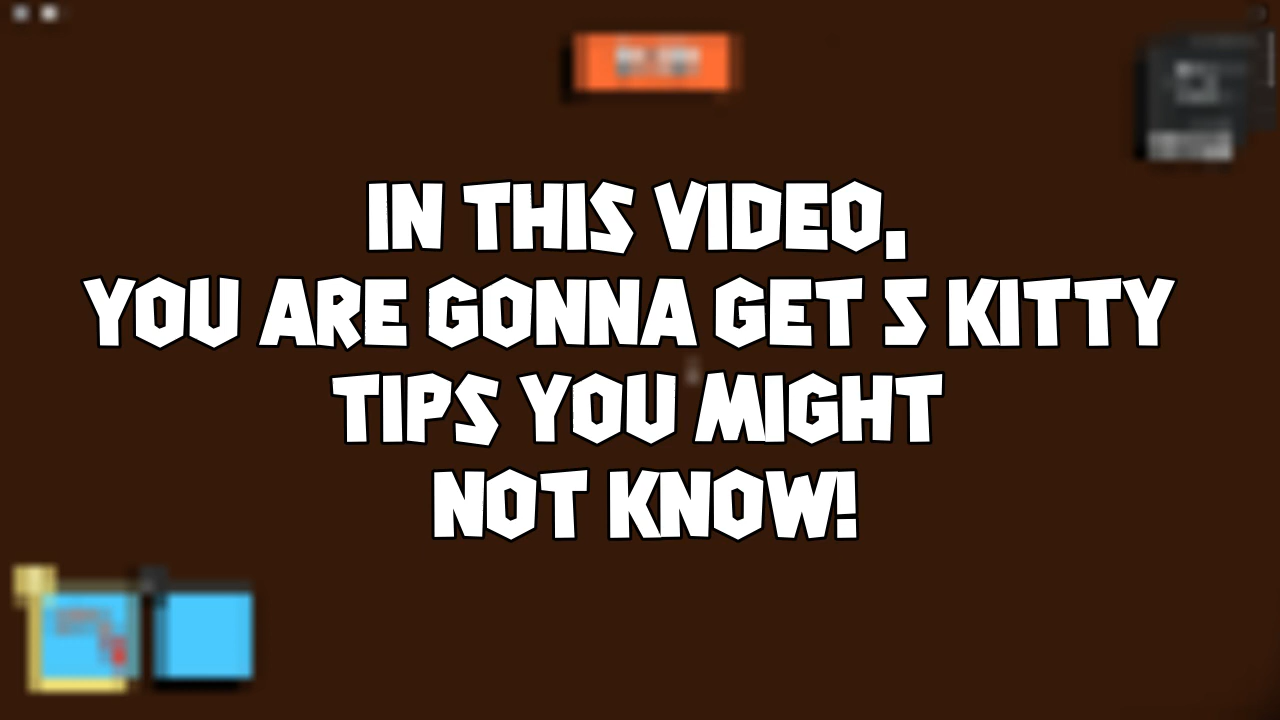 IN THIS VIDEO,
YOU ARE GONNA GET 5 KITTY
TIPS YOU MIGHT
NOT KNOW!